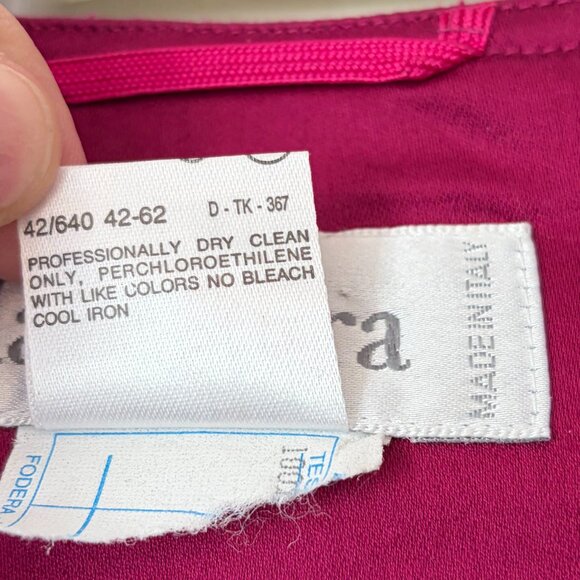 42/640 42-62 D - TK - 367
PROFESSIONALLY DRY CLEAN
ONLY, PERCHLOROETHILENE
WITH LIKE COLORS NO BLEACH
COOL IRON
ra
MADE IN ITALY
FODERA